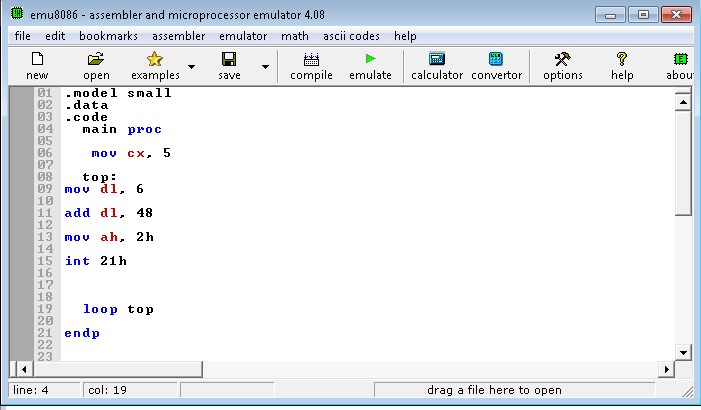 emu8086 - assembler and microprocessor emulator 4.08
file edit bookmarks assembler emulator math ascii codes help
new open examples save compile emulate calculator convertor options help abou
01 .model small
02 .data
03 .code
04 main proc
05
06 mov cx, 5
07
08 top:
09 mov dl, 6
10
11 add dl, 48
12
13 mov ah, 2h
14
15 int 21h
16
17
18
19 loop top
20
21 endp
22
23
line: 4 col: 19 drag a file here to open